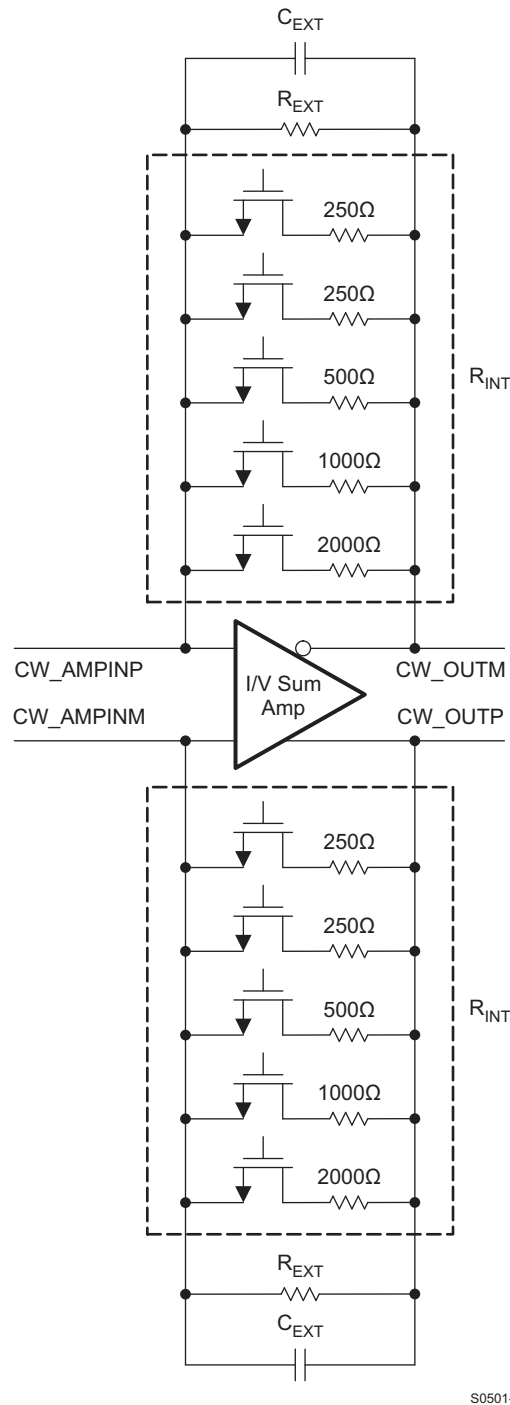 C_EXT
R_EXT
250Ω
250Ω
500Ω
R_INT
1000Ω
2000Ω
CW_AMPINP
I/V Sum
Amp
CW_OUTM
CW_AMPINM
CW_OUTP
250Ω
250Ω
500Ω
R_INT
1000Ω
2000Ω
R_EXT
C_EXT
S0501-